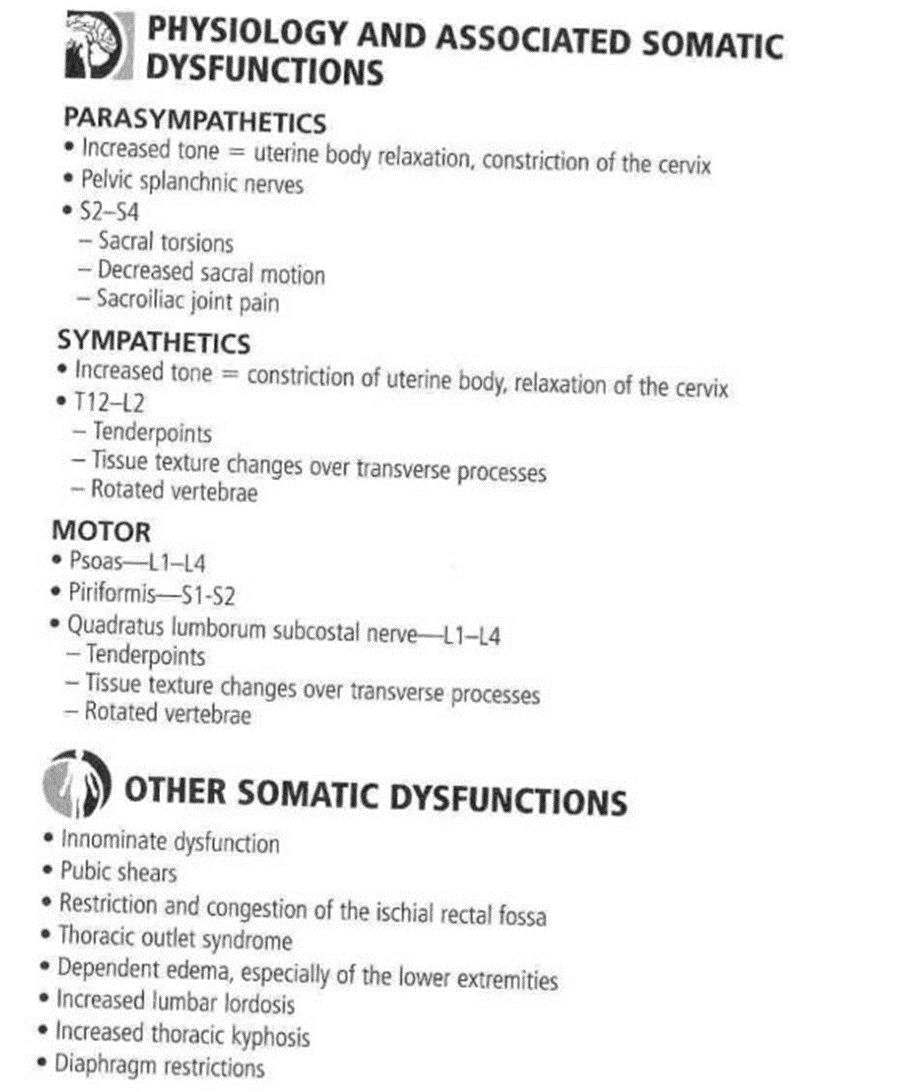 PHYSIOLOGY AND ASSOCIATED SOMATIC
DYSFUNCTIONS
PARASYMPATHETICS
• Increased tone = uterine body relaxation, constriction of the cervix
• Pelvic splanchnic nerves
• S2–S4
– Sacral torsions
– Decreased sacral motion
– Sacroiliac joint pain
SYMPATHETICS
• Increased tone = constriction of uterine body, relaxation of the cervix
• T12–L2
– Tenderpoints
– Tissue texture changes over transverse processes
– Rotated vertebrae
MOTOR
• Psoas—L1–L4
• Piriformis—S1-S2
• Quadratus lumborum subcostal nerve—L1–L4
– Tenderpoints
– Tissue texture changes over transverse processes
– Rotated vertebrae
OTHER SOMATIC DYSFUNCTIONS
• Innominate dysfunction
• Pubic shears
• Restriction and congestion of the ischial rectal fossa
• Thoracic outlet syndrome
• Dependent edema, especially of the lower extremities
• Increased lumbar lordosis
• Increased thoracic kyphosis
• Diaphragm restrictions